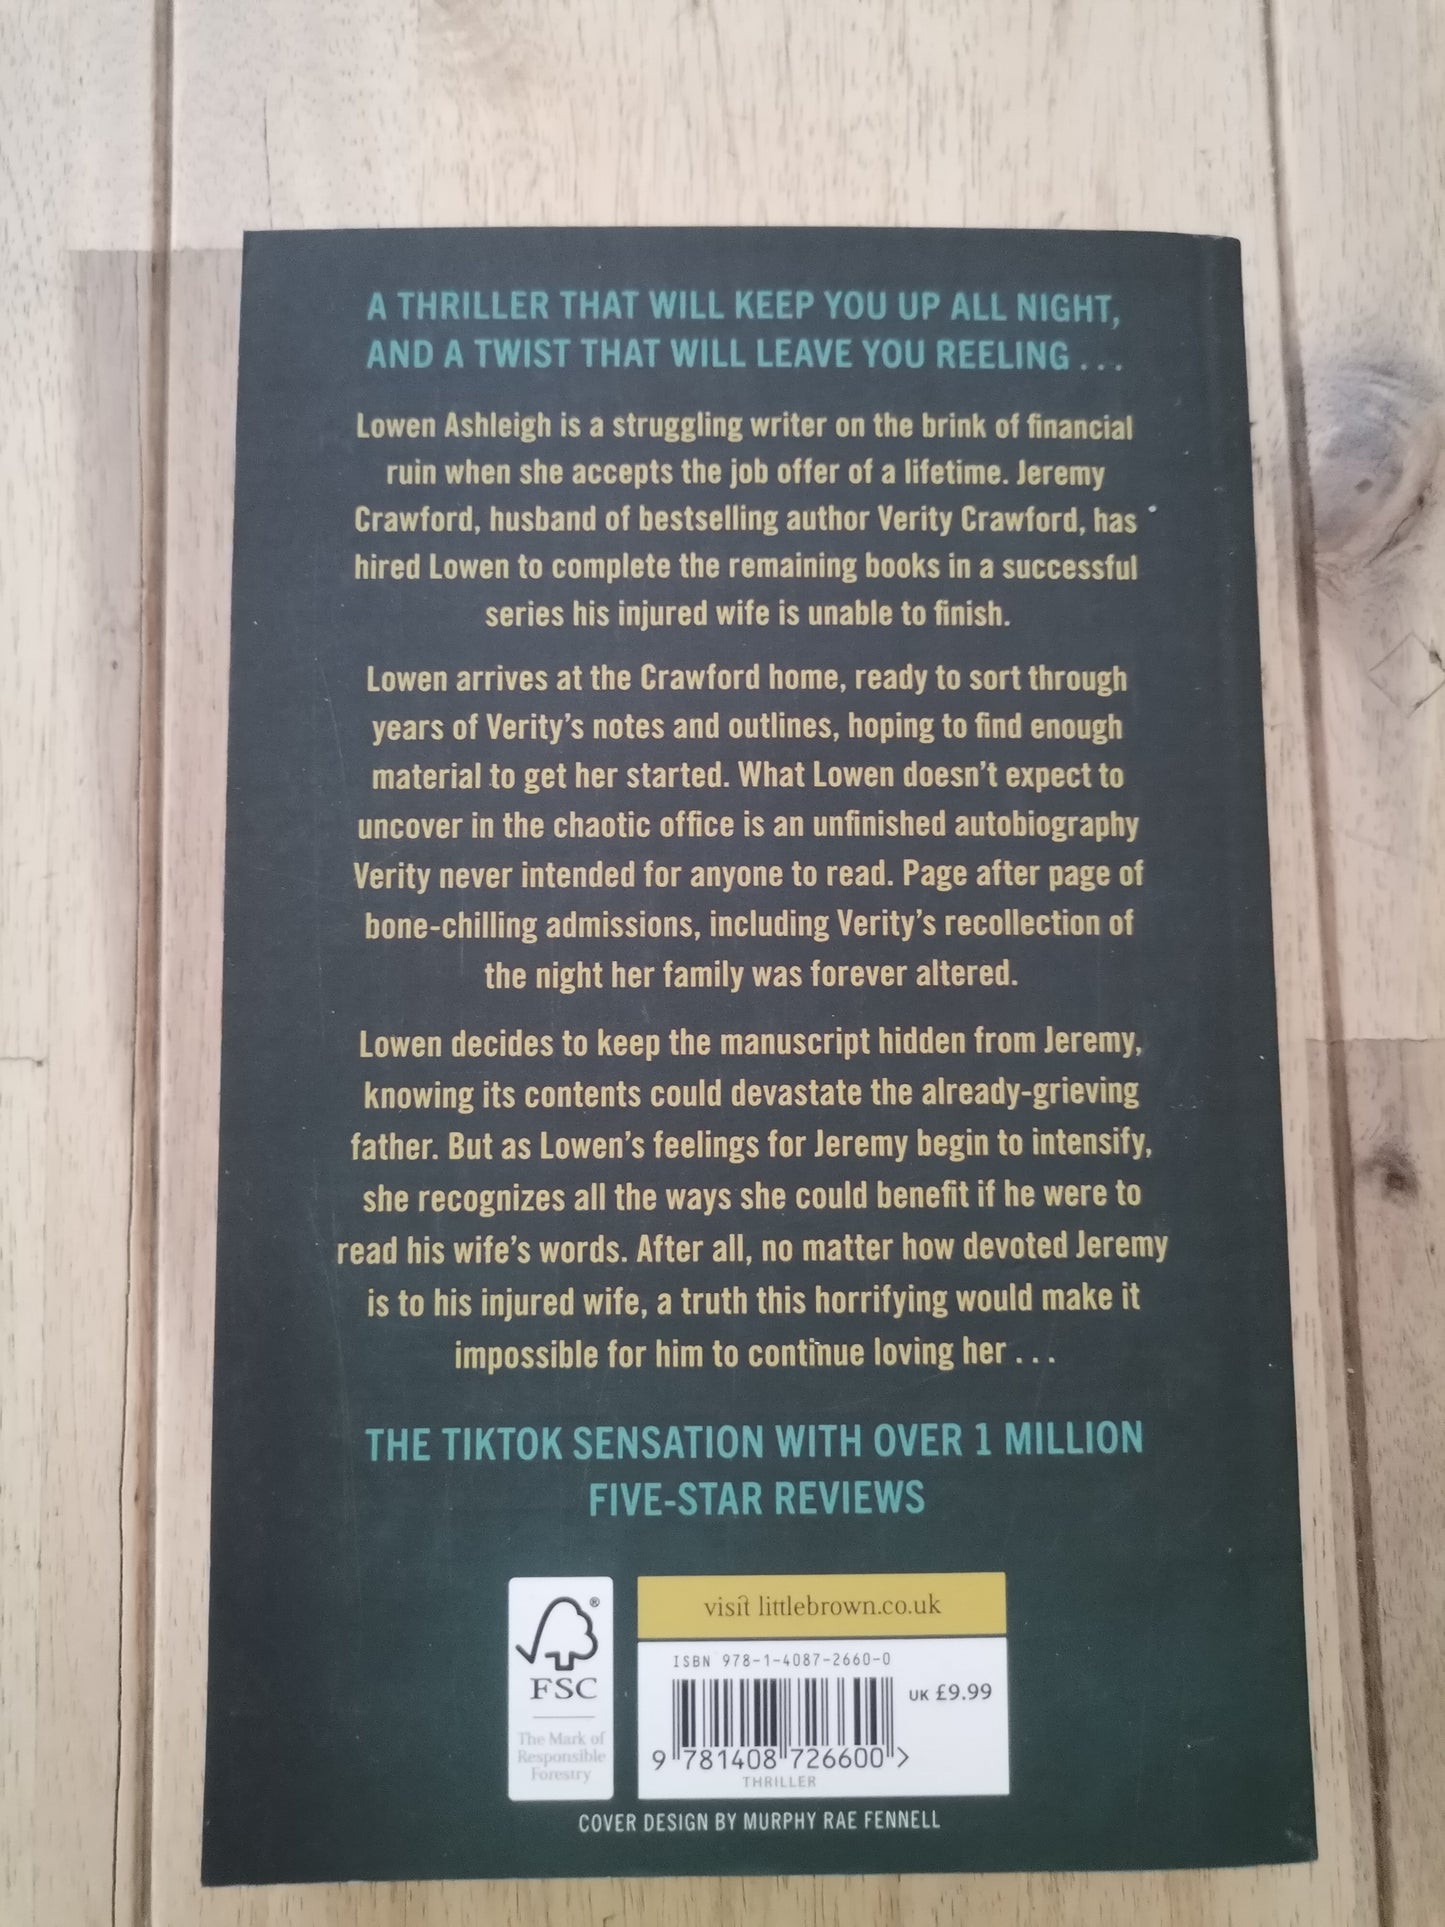 A THRILLER THAT WILL KEEP YOU UP ALL NIGHT,
AND A TWIST THAT WILL LEAVE YOU REELING . . .
Lowen Ashleigh is a struggling writer on the brink of financial
ruin when she accepts the job offer of a lifetime. Jeremy
Crawford, husband of bestselling author Verity Crawford, has
hired Lowen to complete the remaining books in a successful
series his injured wife is unable to finish.
Lowen arrives at the Crawford home, ready to sort through
years of Verity’s notes and outlines, hoping to find enough
material to get her started. What Lowen doesn’t expect to
uncover in the chaotic office is an unfinished autobiography
Verity never intended for anyone to read. Page after page of
bone-chilling admissions, including Verity’s recollection of
the night her family was forever altered.
Lowen decides to keep the manuscript hidden from Jeremy,
knowing its contents could devastate the already-grieving
father. But as Lowen’s feelings for Jeremy begin to intensify,
she recognizes all the ways she could benefit if he were to
read his wife’s words. After all, no matter how devoted Jeremy
is to his injured wife, a truth this horrifying would make it
impossible for him to continue loving her . . .
THE TIKTOK SENSATION WITH OVER 1 MILLION
FIVE-STAR REVIEWS
®
FSC
The Mark of
Responsible
Forestry
visit littlebrown.co.uk
ISBN 978-1-4087-2660-0
UK £9.99
9 781408 726600 >
THRILLER
COVER DESIGN BY MURPHY RAE FENNELL